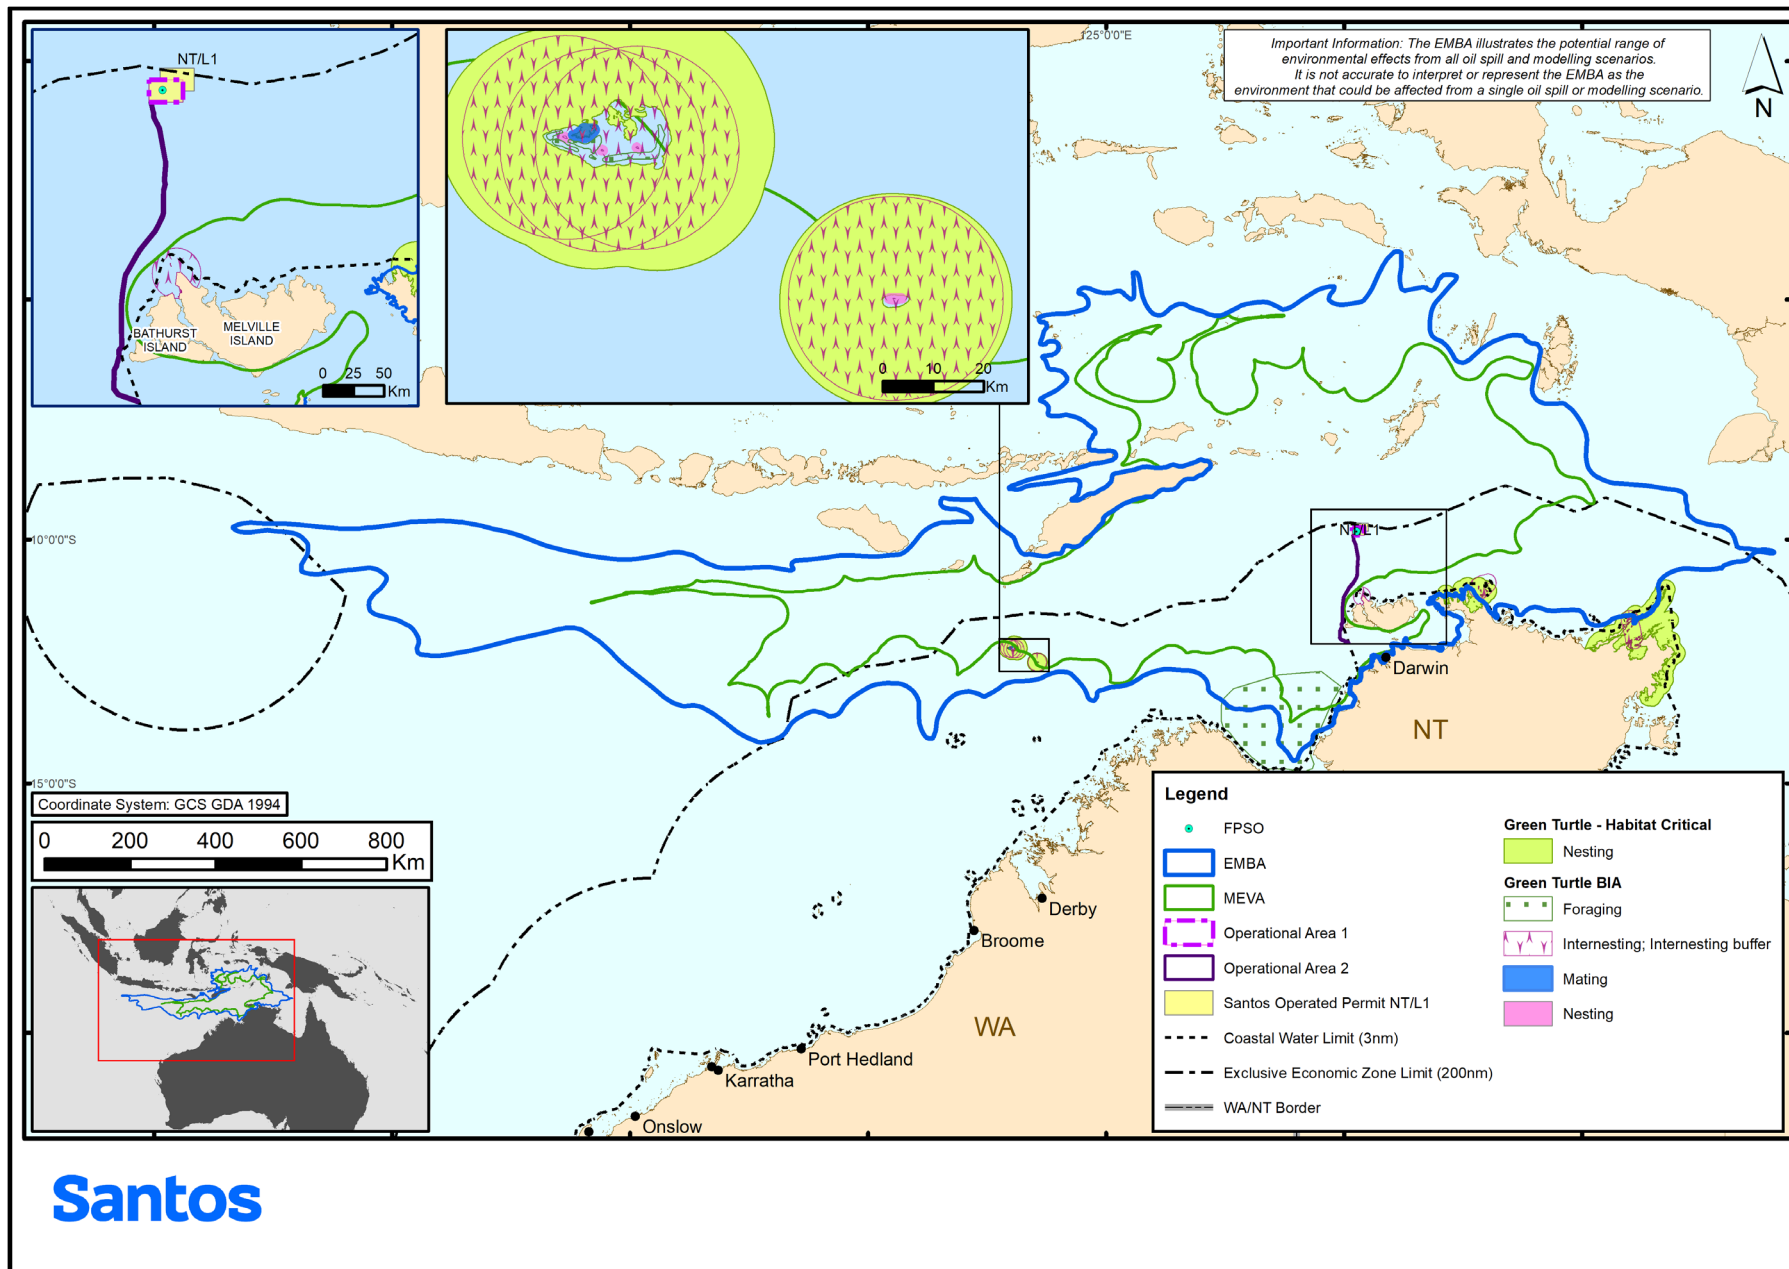 NT/L1
BATHURST
ISLAND
MELVILLE
ISLAND
0 25 50
Km
0 10 20
Km
125°0'0"E
Important Information: The EMBA illustrates the potential range of
environmental effects from all oil spill and modelling scenarios.
It is not accurate to interpret or represent the EMBA as the
environment that could be affected from a single oil spill or modelling scenario.
N
10°0'0"S
NT/L1
Darwin
NT
15°0'0"S
Coordinate System: GCS GDA 1994
0 200 400 600 800
Km
Derby
Broome
WA
Port Hedland
Karratha
Onslow
Legend
FPSO
EMBA
MEVA
Operational Area 1
Operational Area 2
Santos Operated Permit NT/L1
Coastal Water Limit (3nm)
Exclusive Economic Zone Limit (200nm)
WA/NT Border
Green Turtle - Habitat Critical
Nesting
Green Turtle BIA
Foraging
Internesting; Internesting buffer
Mating
Nesting
Santos